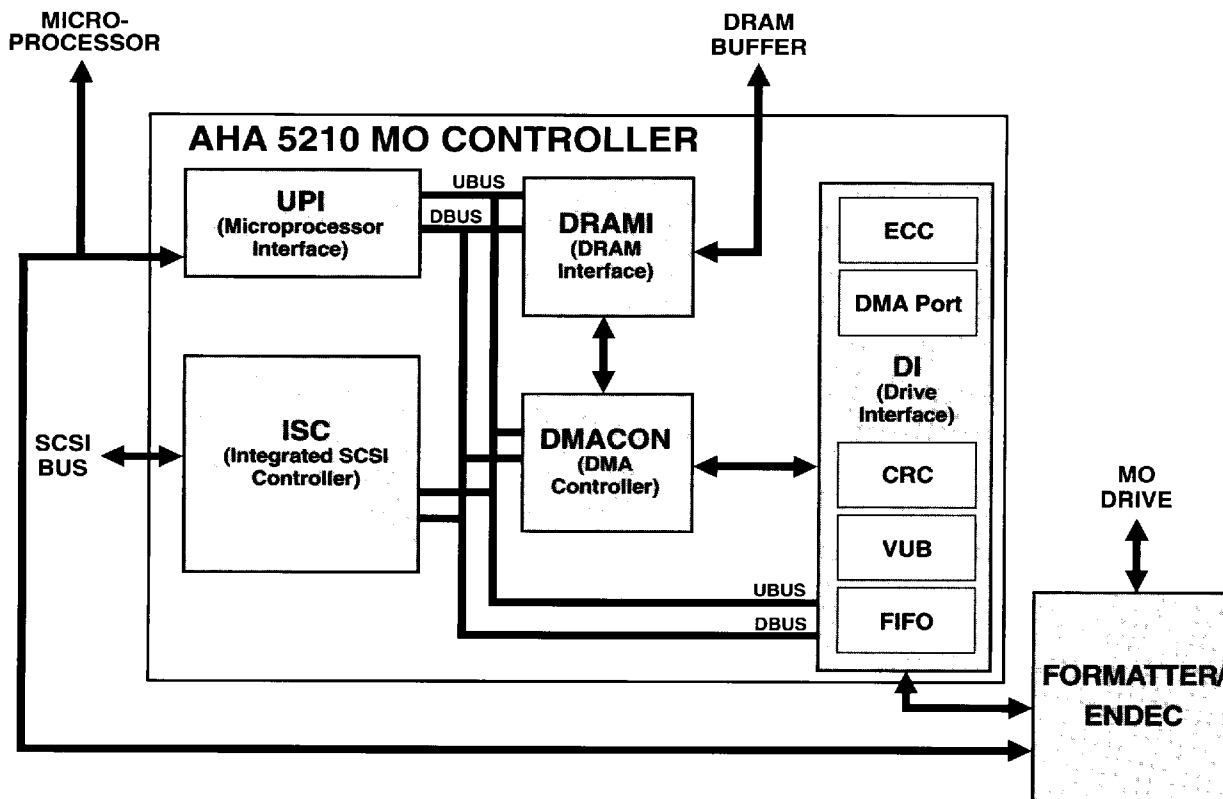 MICRO-
PROCESSOR
DRAM
BUFFER
AHA 5210 MO CONTROLLER
UPI
(Microprocessor
Interface)
UBUS
DBUS
DRAMI
(DRAM
Interface)
ECC
DMA Port
DI
(Drive
Interface)
SCSI
BUS
ISC
(Integrated SCSI
Controller)
DMACON
(DMA
Controller)
CRC
VUB
FIFO
UBUS
DBUS
MO
DRIVE
FORMATTER/
ENDEC